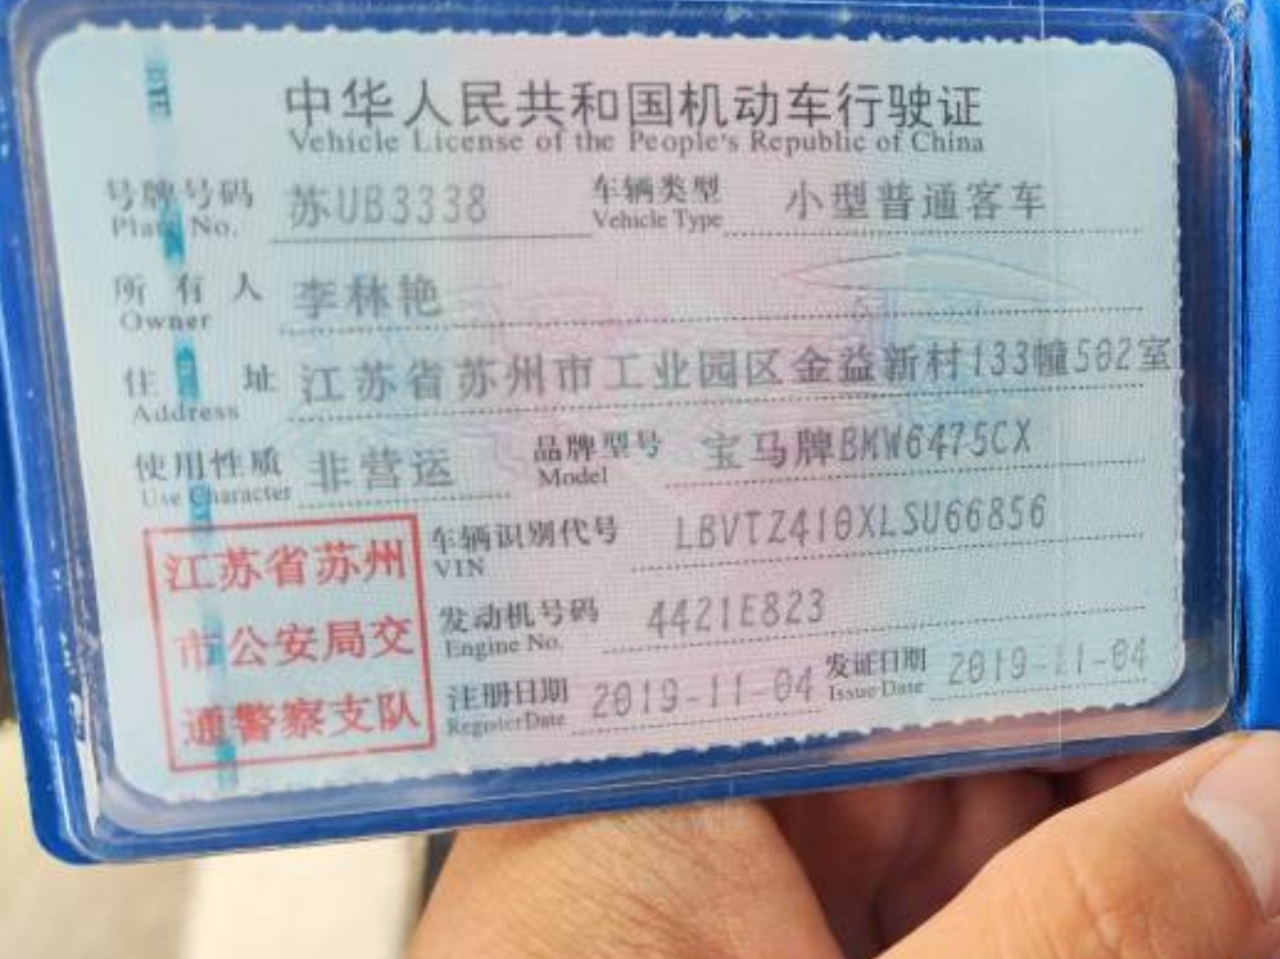 中华人民共和国机动车行驶证
Vehicle License of the People's Republic of China
号牌号码 苏UB3338 车辆类型 小型普通客车
Plate No. Vehicle Type
所有人 李林艳
Owner
住址 江苏省苏州市工业园区金益新村133幢502室
Address
使用性质 非营运 品牌型号 宝马牌BMW6475CX
Use Character Model
车辆识别代号 LBVTZ410XLSU66856
VIN
发动机号码 4421E823
Engine No.
注册日期 2019-11-04 发证日期 2019-11-04
Register Date Issue Date
江苏省苏州
市公安局交
通警察支队